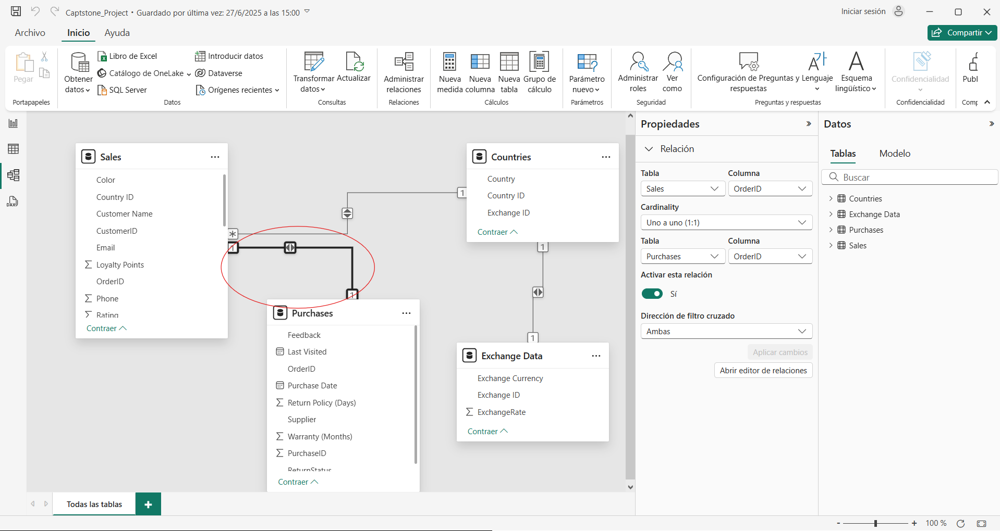 Captstone_Project • Guardado por última vez: 27/6/2025 a las 15:00
Iniciar sesión
Archivo
Inicio
Ayuda
Compartir
Pegar
Portapapeles
Obtener
datos
Libro de Excel
Catálogo de OneLake
SQL Server
Introducir datos
Dataverse
Orígenes recientes
Datos
Transformar
datos
Actualizar
Consultas
Administrar
relaciones
Relaciones
Nueva
medida
Nueva
columna
Nueva
tabla
Grupo de
cálculo
Cálculos
Parámetro
nuevo
Parámetros
Administrar
roles
Ver
como
Seguridad
Configuración de Preguntas y
respuestas
Lenguaje
Esquema
lingüístico
Preguntas y respuestas
Confidencialidad
Confidencialidad
Publ
Comp
DAX
Sales
Color
Country ID
Customer Name
CustomerID
Email
Loyalty Points
OrderID
Phone
Rating
Contraer
*
1
1
Purchases
Feedback
Last Visited
OrderID
Purchase Date
Return Policy (Days)
Supplier
Warranty (Months)
PurchaseID
ReturnStatus
Contraer
1
Countries
Country
Country ID
Exchange ID
Contraer
1
1
Exchange Data
Exchange Currency
Exchange ID
ExchangeRate
Contraer
Propiedades
Relación
Tabla
Columna
Sales
OrderID
Cardinality
Uno a uno (1:1)
Tabla
Columna
Purchases
OrderID
Activar esta relación
Sí
Dirección de filtro cruzado
Ambas
Aplicar cambios
Abrir editor de relaciones
Datos
Tablas
Modelo
Buscar
Countries
Exchange Data
Purchases
Sales
Todas las tablas
+
- + 100 %